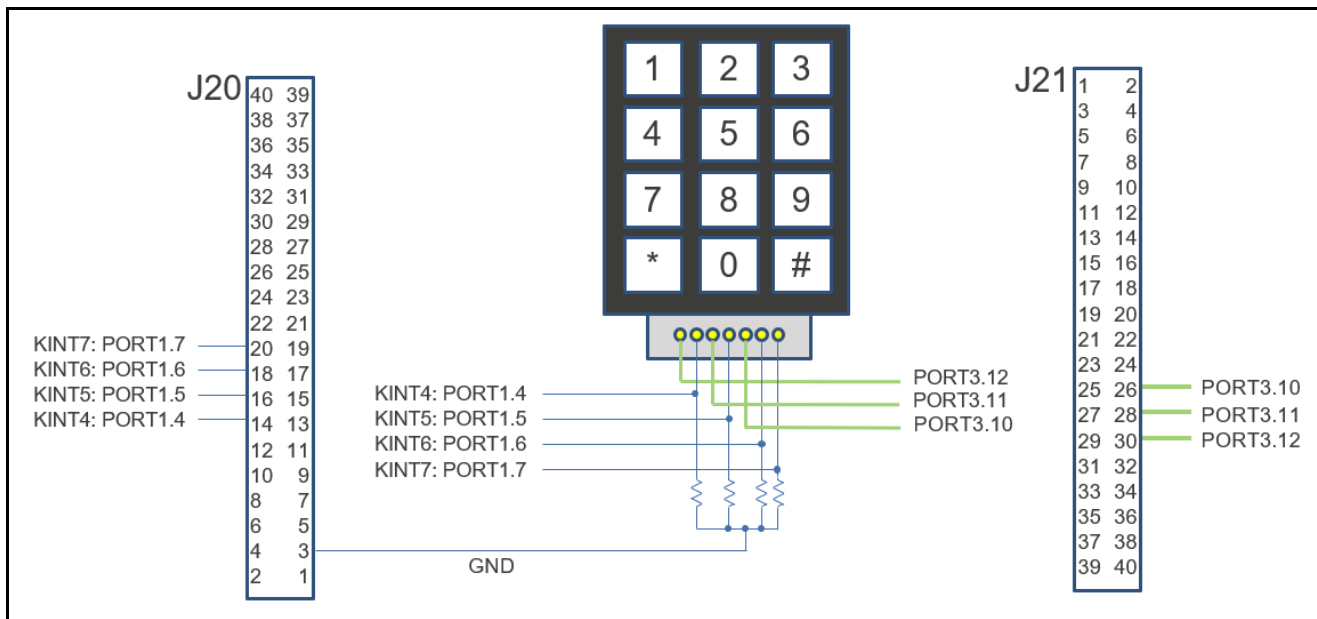 J20
40 39
38 37
36 35
34 33
32 31
30 29
28 27
26 25
24 23
22 21
20 19
18 17
16 15
14 13
12 11
10 9
8 7
6 5
4 3
2 1
KINT7: PORT1.7
KINT6: PORT1.6
KINT5: PORT1.5
KINT4: PORT1.4
1 2 3
4 5 6
7 8 9
* 0 #
KINT4: PORT1.4
KINT5: PORT1.5
KINT6: PORT1.6
KINT7: PORT1.7
GND
PORT3.12
PORT3.11
PORT3.10
J21
1 2
3 4
5 6
7 8
9 10
11 12
13 14
15 16
17 18
19 20
21 22
23 24
25 26
27 28
29 30
31 32
33 34
35 36
37 38
39 40
PORT3.10
PORT3.11
PORT3.12